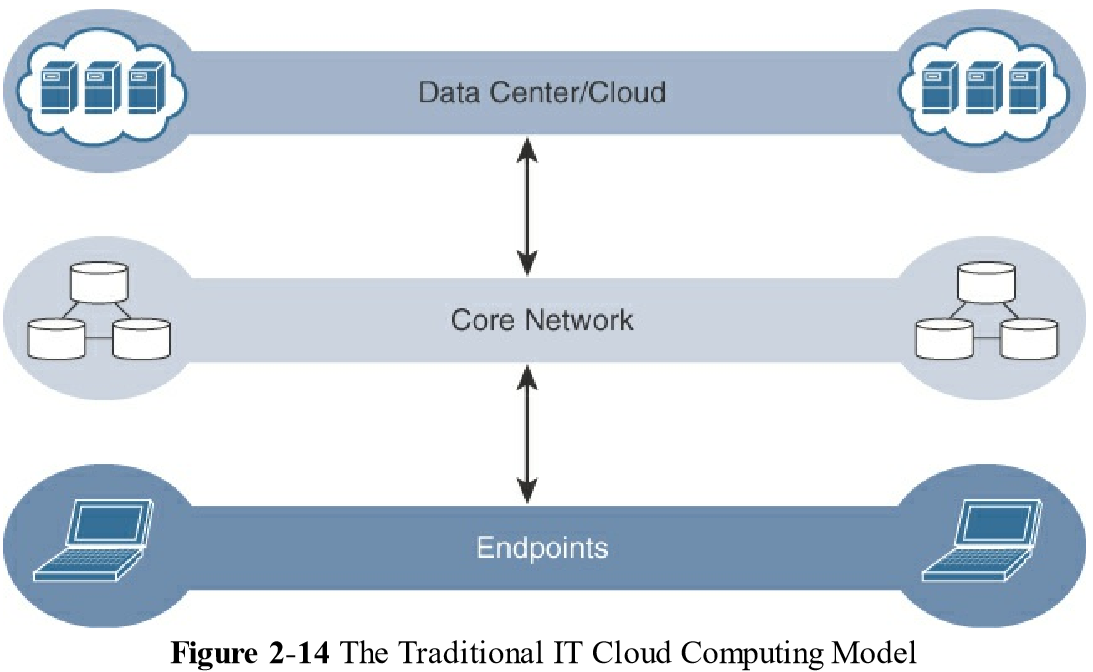 Data Center/Cloud
Core Network
Endpoints
Figure 2-14 The Traditional IT Cloud Computing Model